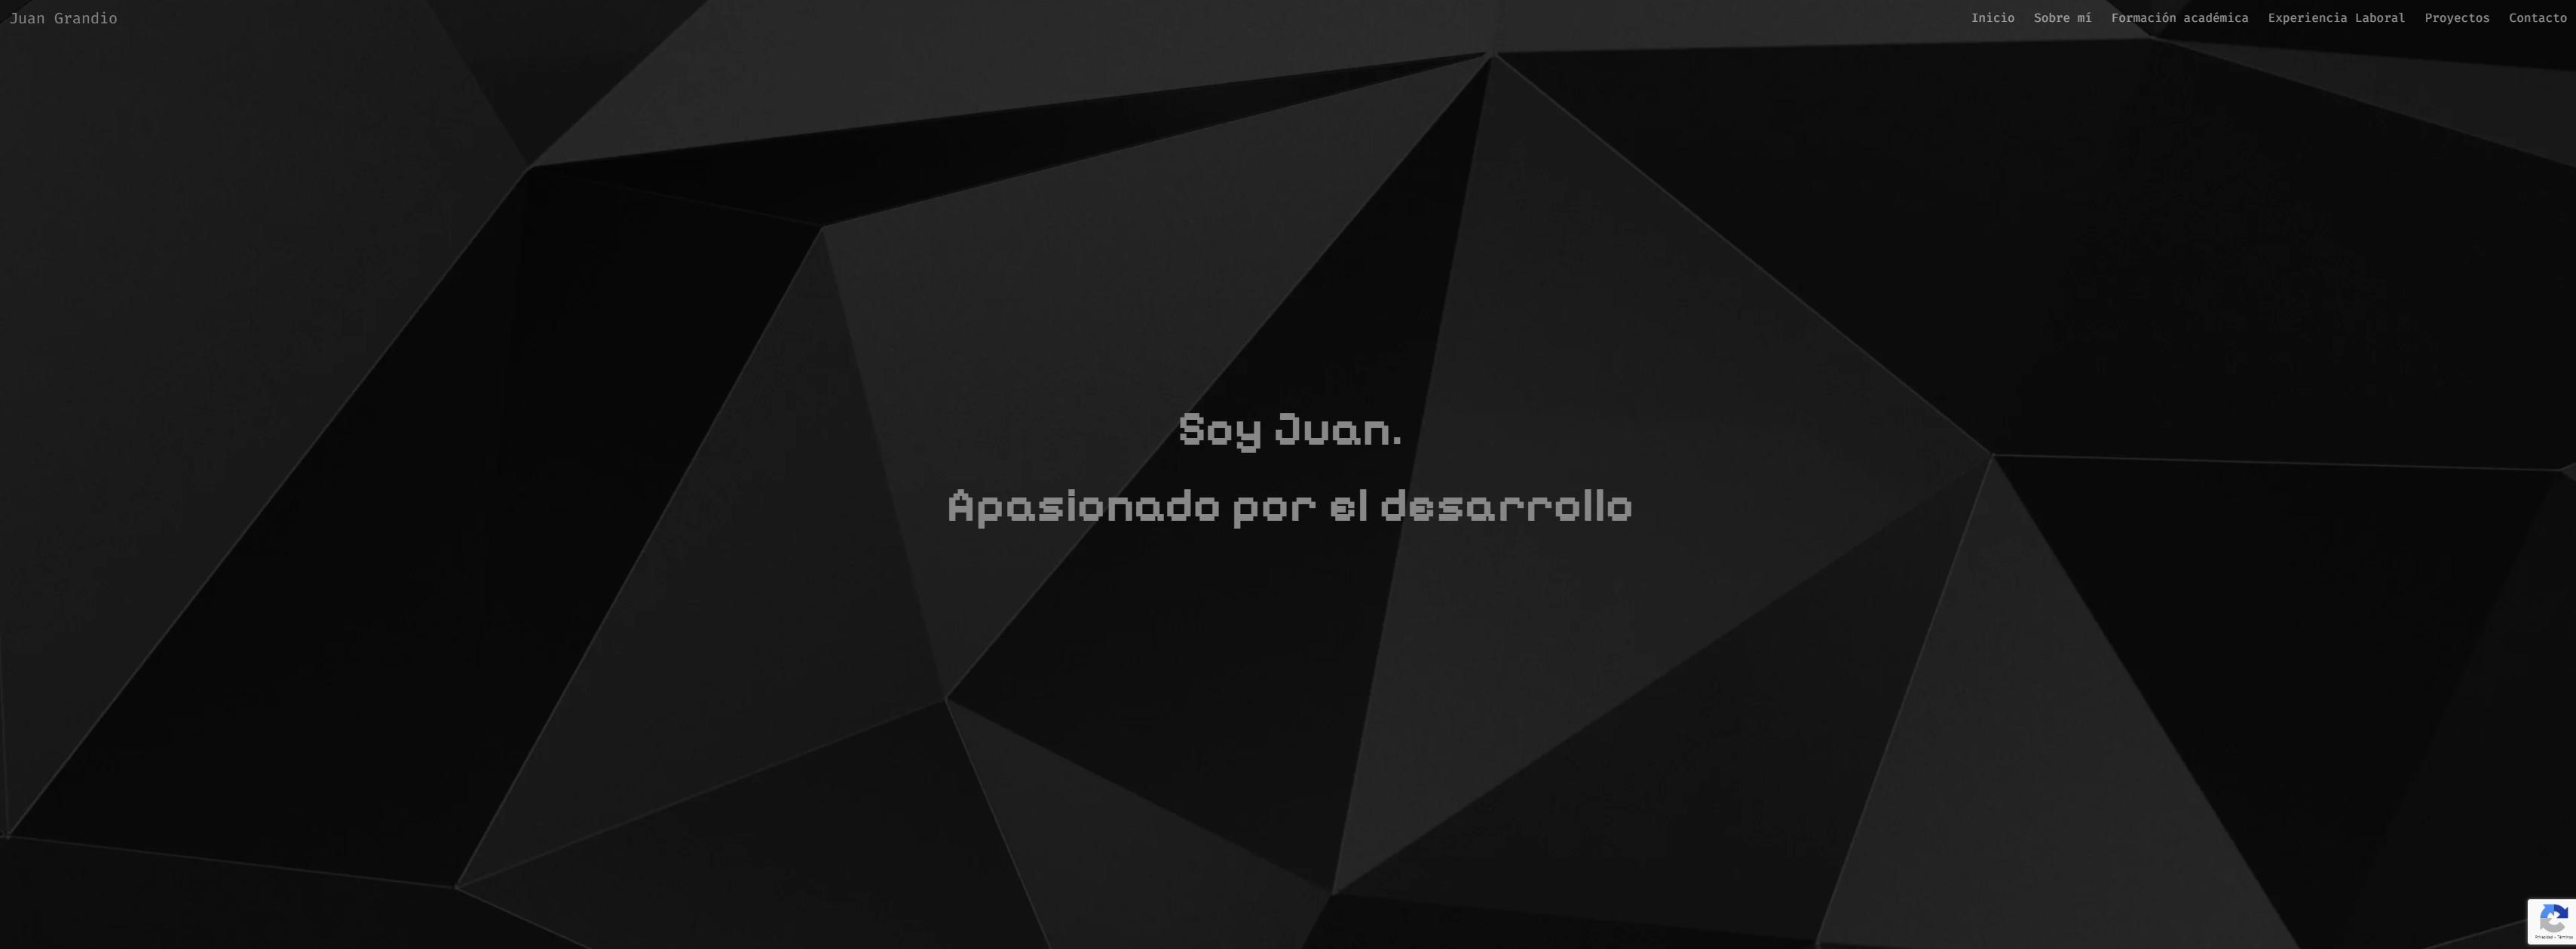 Juan Grandio
Inicio Sobre mí Formación académica Experiencia Laboral Proyectos Contacto
Soy Juan.
Apasionado por el desarrollo
Privacidad - Términos